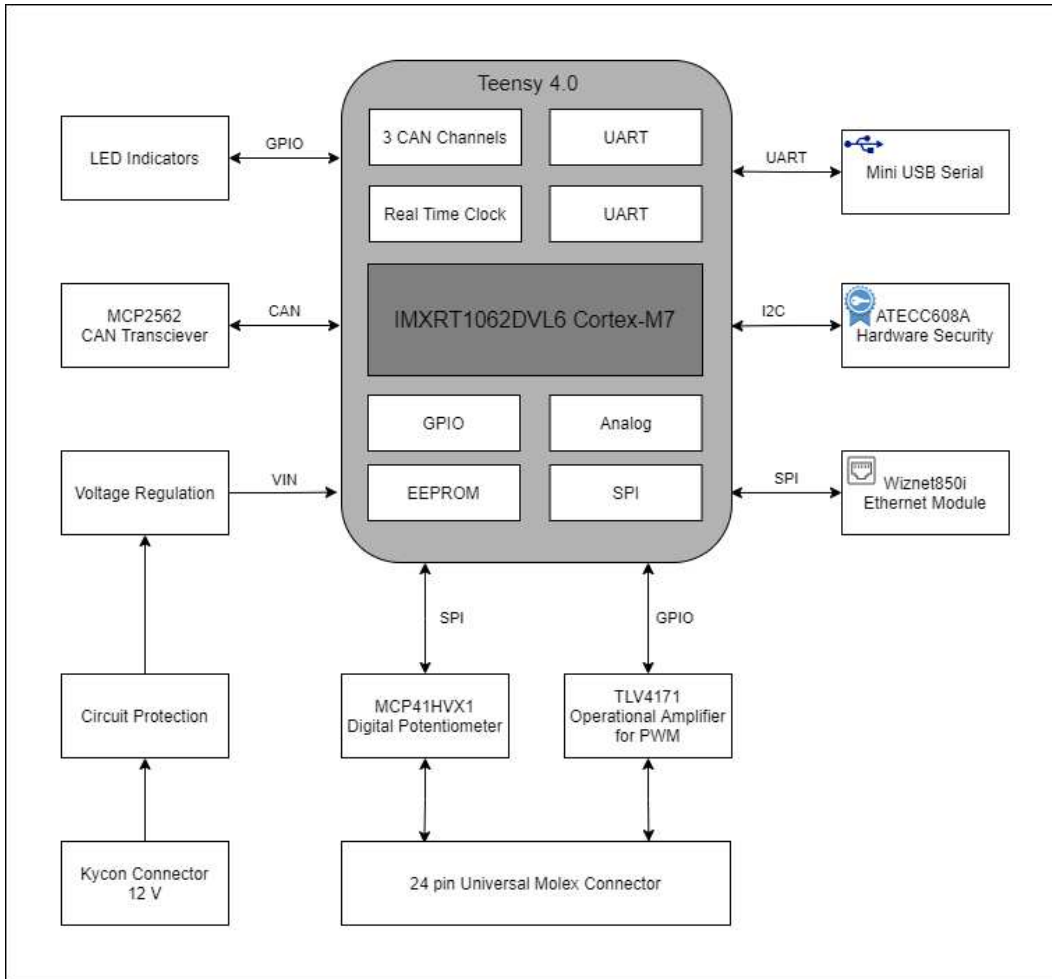 Teensy 4.0
3 CAN Channels
UART
LED Indicators
GPIO
UART
Mini USB Serial
Real Time Clock
UART
MCP2562
CAN Transciever
CAN
IMXRT1062DVL6 Cortex-M7
I2C
ATECC608A
Hardware Security
GPIO
Analog
Voltage Regulation
VIN
EEPROM
SPI
SPI
Wiznet850i
Ethernet Module
SPI
GPIO
Circuit Protection
MCP41HVX1
Digital Potentiometer
TLV4171
Operational Amplifier
for PWM
Kycon Connector
12 V
24 pin Universal Molex Connector